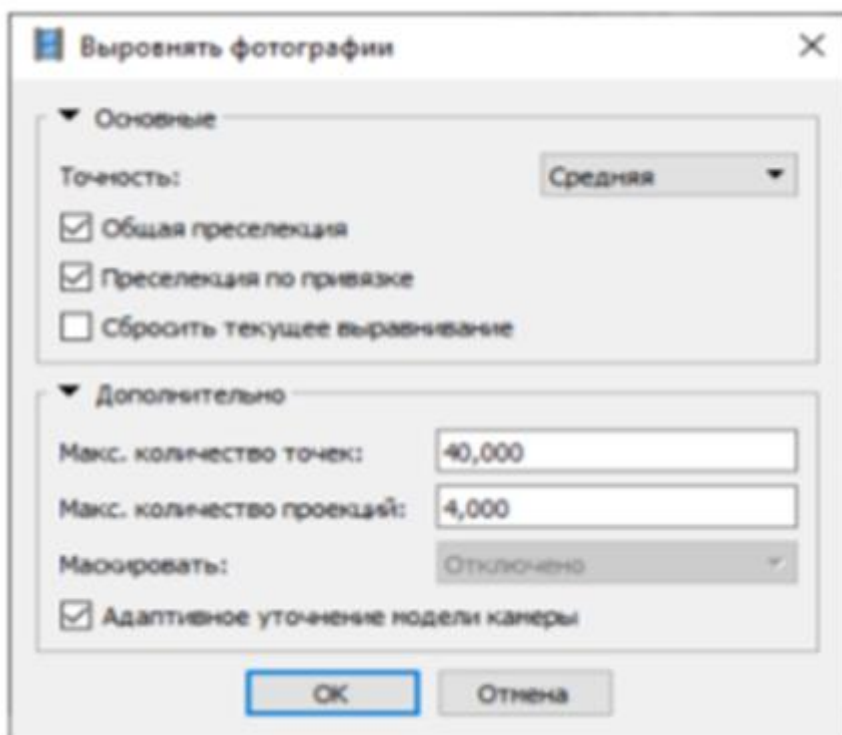 Выровнять фотографии
Основные
Точность: Средняя
Общая преселекция
Преселекция по привязке
Сбросить текущее выравнивание
Дополнительно
Макс. количество точек: 40,000
Макс. количество проекций: 4,000
Маскировать: Отключено
Адаптивное уточнение модели камеры
OK Отмена